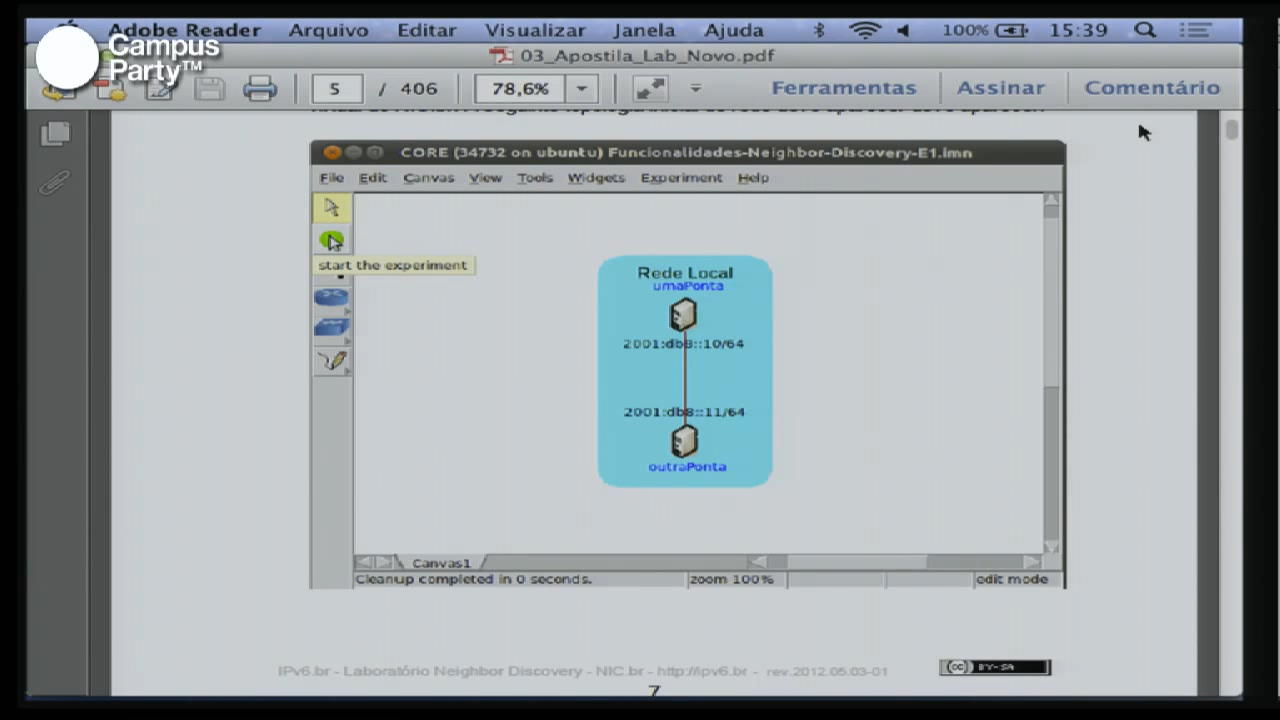 Adobe Reader Arquivo Editar Visualizar Janela Ajuda 100% 15:39
Campus
Party™
03_Apostila_Lab_Novo.pdf
5 / 406 78,6% Ferramentas Assinar Comentário
CORE (34732 on ubuntu) Funcionalidades-Neighbor-Discovery-E1.imn
File Edit Canvas View Tools Widgets Experiment Help
start the experiment
Rede Local
umaPonta
2001:db8::10/64
2001:db8::11/64
outraPonta
Canvas1
Cleanup completed in 0 seconds. zoom 100% edit mode
IPv6.br - Laboratório Neighbor Discovery - NIC.br - http://ipv6.br - rev.2012.05.03-01
cc BY-SA
7